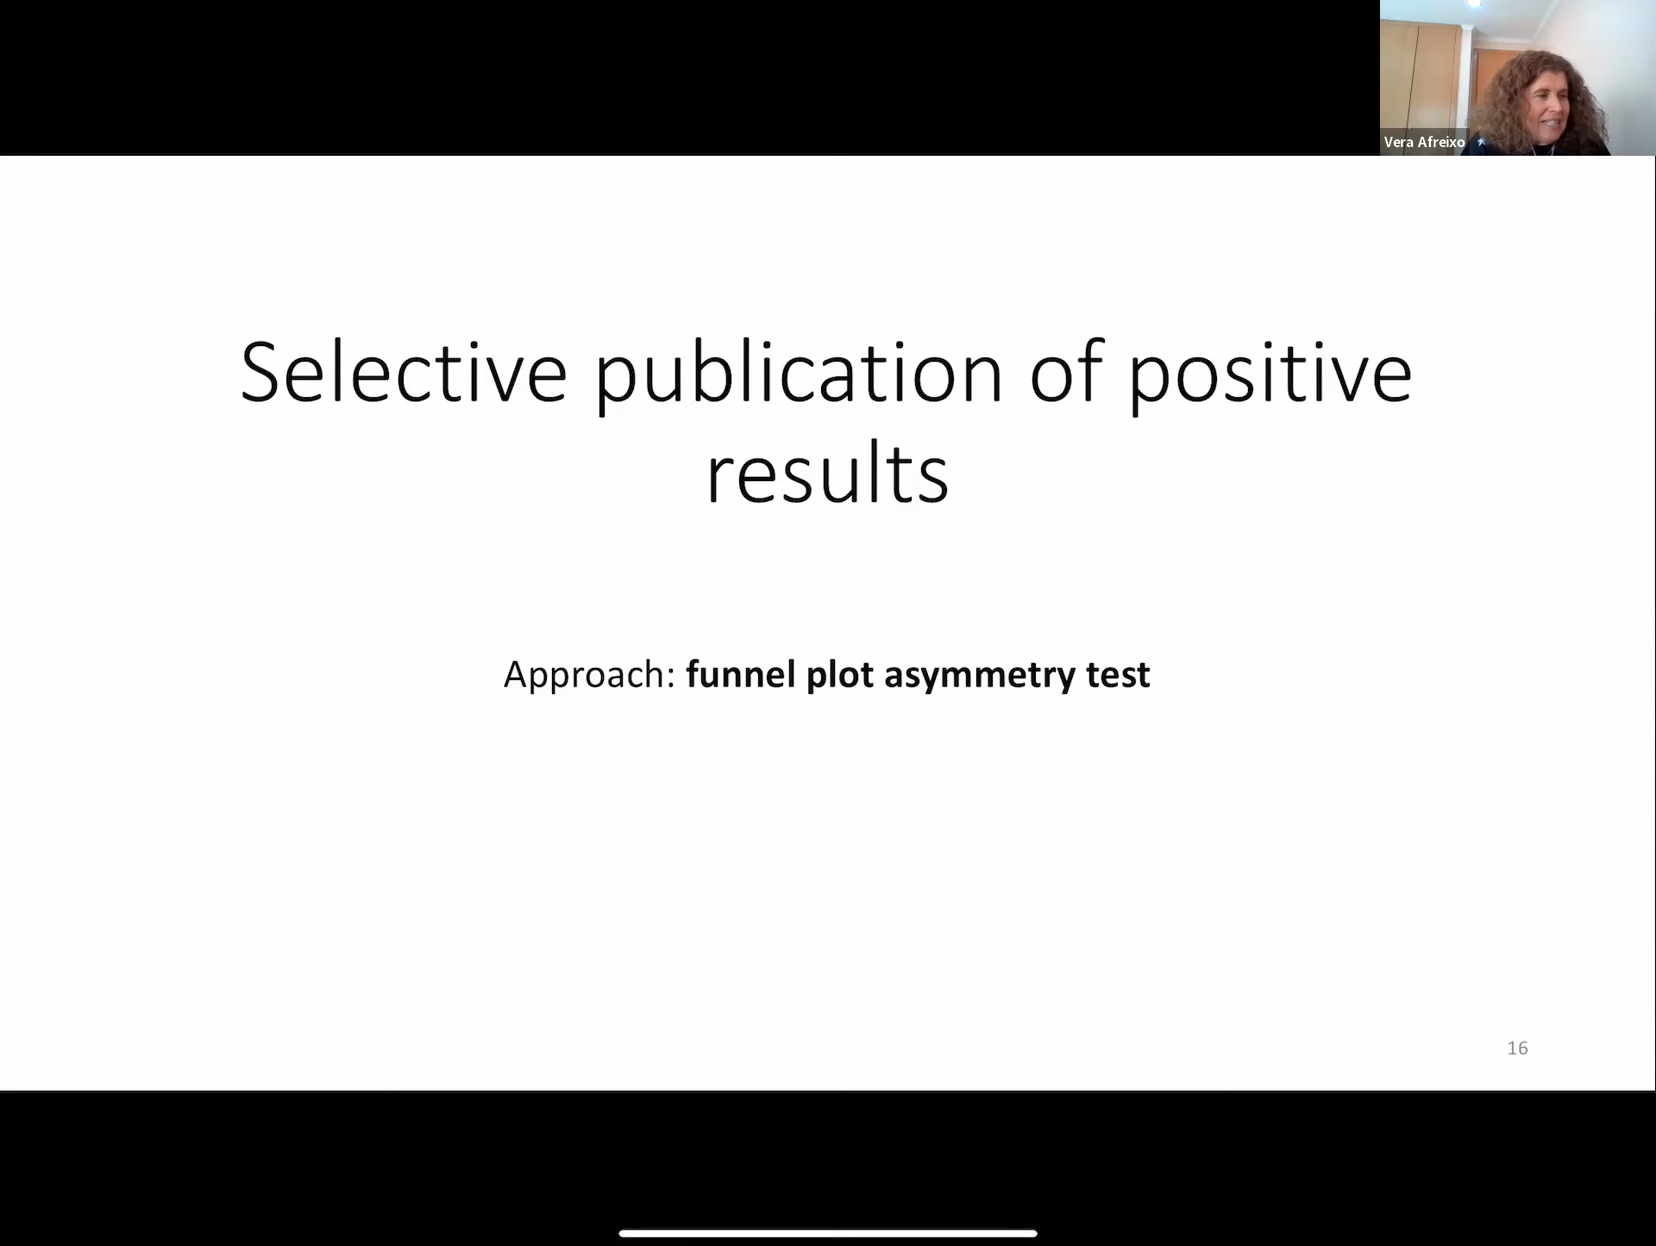 Vera Afreixo
Selective publication of positive
results
Approach: funnel plot asymmetry test
16